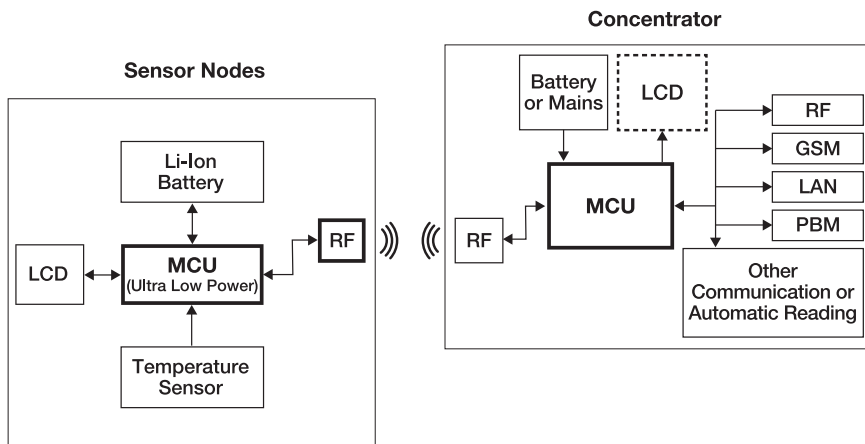 Sensor Nodes
Li-Ion
Battery
LCD
MCU
(Ultra Low Power)
RF
Temperature
Sensor
Concentrator
Battery
or Mains
LCD
RF
MCU
RF
GSM
LAN
PBM
Other
Communication or
Automatic Reading